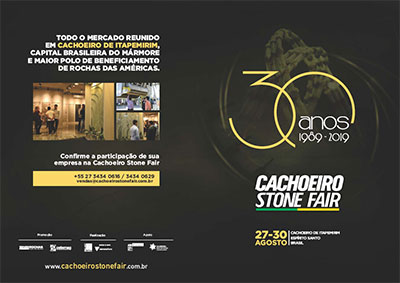 TODO O MERCADO REUNIDO
EM CACHOEIRO DE ITAPEMIRIM,
CAPITAL BRASILEIRA DO MÁRMORE
E MAIOR POLO DE BENEFICIAMENTO
DE ROCHAS DAS AMÉRICAS.
Confirme a participação de sua
empresa na Cachoeiro Stone Fair
+55 27 3434 0616 / 3434 0629
vendas@cachoeirostonefair.com.br
Promoção
Realização
Apoio
www.cachoeirostonefair.com.br
30
anos
1989 - 2019
CACHOEIRO
STONE FAIR
27-30
AGOSTO
CACHOEIRO DE ITAPEMIRIM
ESPÍRITO SANTO
BRASIL